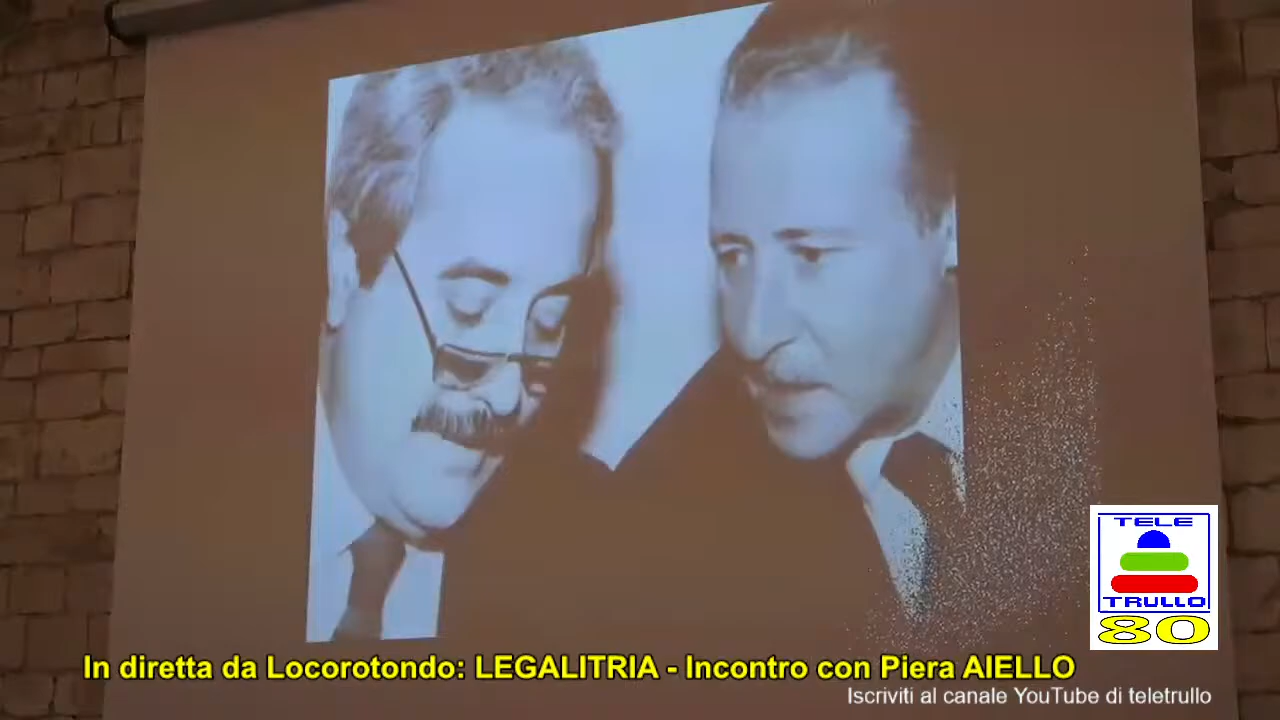 TELE
TRULLO
80
In diretta da Locorotondo: LEGALITRIA - Incontro con Piera AIELLO
Iscriviti al canale YouTube di teletrullo